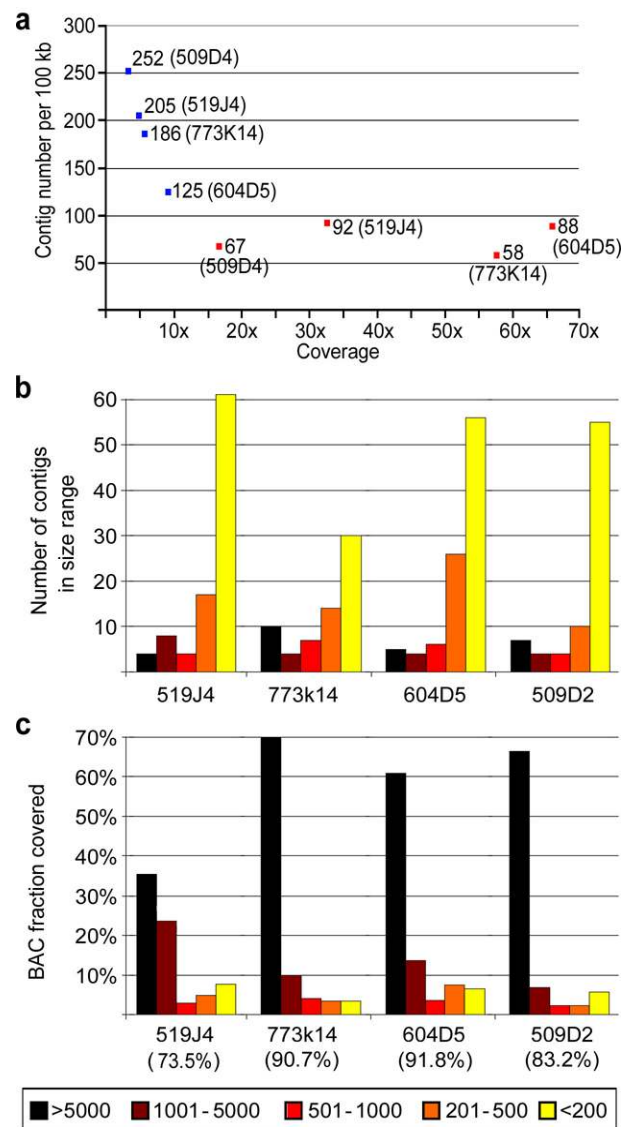 a
Contig number per 100 kb
300
250
200
150
100
50
252 (509D4)
205 (519J4)
186 (773K14)
125 (604D5)
67
(509D4)
92 (519J4)
58
(773K14)
88
(604D5)
10x 20x 30x 40x 50x 60x 70x
Coverage
b
Number of contigs
in size range
60
50
40
30
20
10
519J4 773k14 604D5 509D2
c
BAC fraction covered
70%
60%
50%
40%
30%
20%
10%
519J4 773k14 604D5 509D2
(73.5%) (90.7%) (91.8%) (83.2%)
>5000 1001-5000 501-1000 201-500 <200